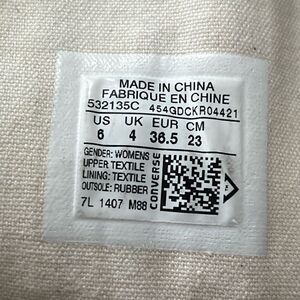 MADE IN CHINA
FABRIQUE EN CHINE
532135C 454GDCKR04421
US UK EUR CM
6 4 36.5 23
GENDER: WOMENS
UPPER: TEXTILE
LINING: TEXTILE
OUTSOLE: RUBBER
7L 1407 M88
CONVERSE